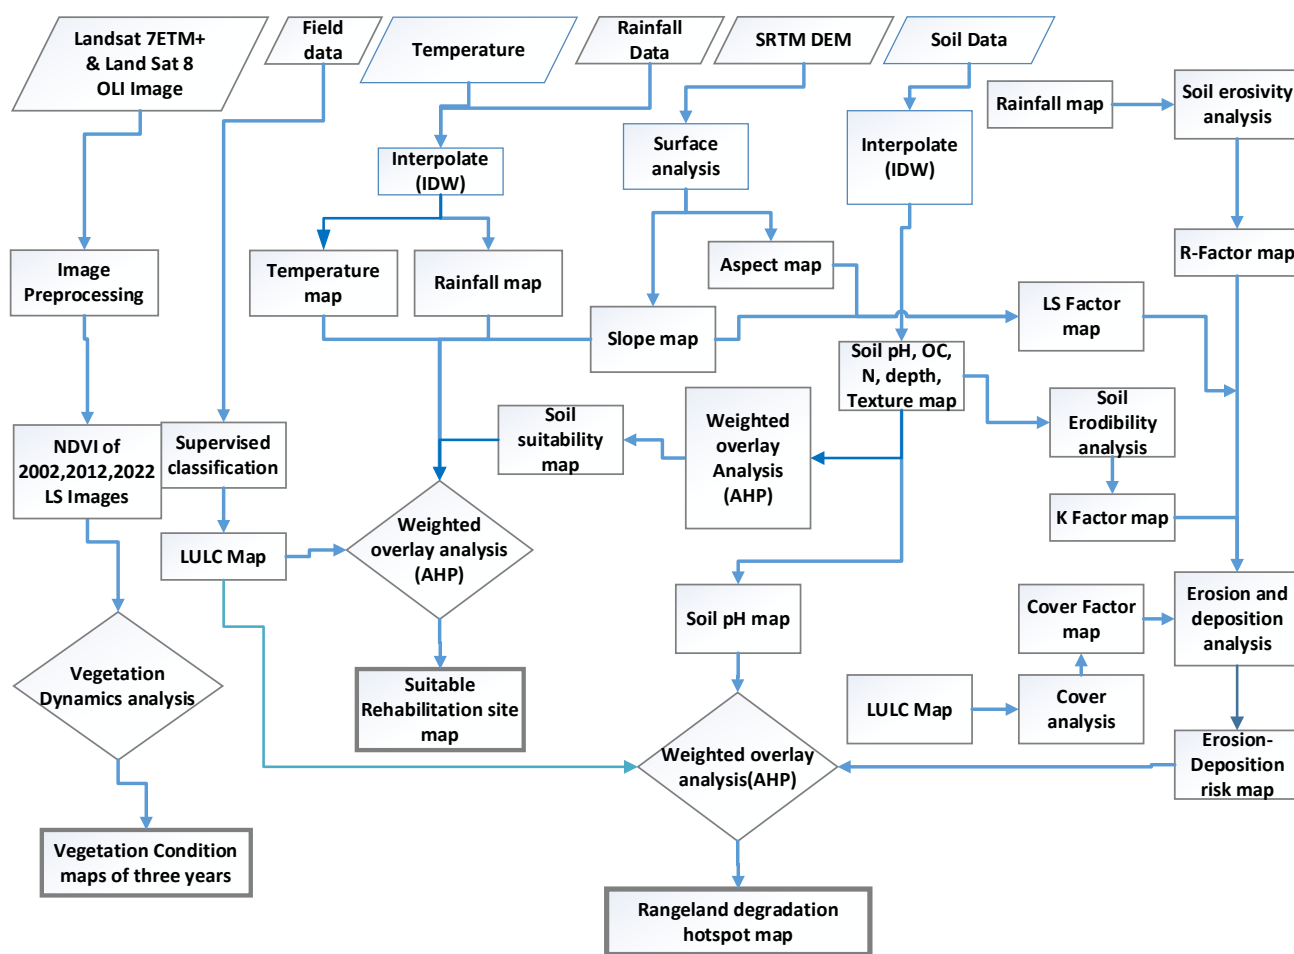 Landsat 7ETM+
& Land Sat 8
OLI Image
Field
data
Temperature
Rainfall
Data
SRTM DEM
Soil Data
Rainfall map
Soil erosivity
analysis
Interpolate
(IDW)
Surface
analysis
Interpolate
(IDW)
Image
Preprocessing
Temperature
map
Rainfall map
Aspect map
R-Factor map
Slope map
LS Factor
map
Soil pH, OC,
N, depth,
Texture map
NDVI of
2002,2012,2022
LS Images
Supervised
classification
Soil
suitability
map
Weighted
overlay
Analysis
(AHP)
Soil
Erodibility
analysis
K Factor map
LULC Map
Weighted
overlay analysis
(AHP)
Soil pH map
Cover Factor
map
Erosion and
deposition
analysis
Vegetation
Dynamics analysis
Suitable
Rehabilitation site
map
LULC Map
Cover
analysis
Weighted overlay
analysis(AHP)
Erosion-
Deposition
risk map
Vegetation Condition
maps of three years
Rangeland degradation
hotspot map